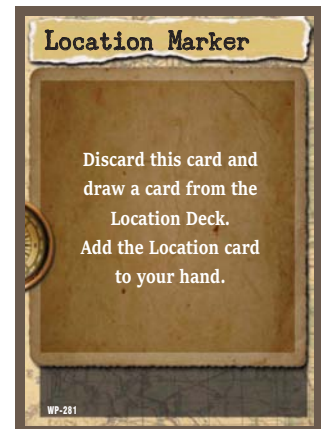 Location Marker
Discard this card and
draw a card from the
Location Deck.
Add the Location card
to your hand.
WP-281